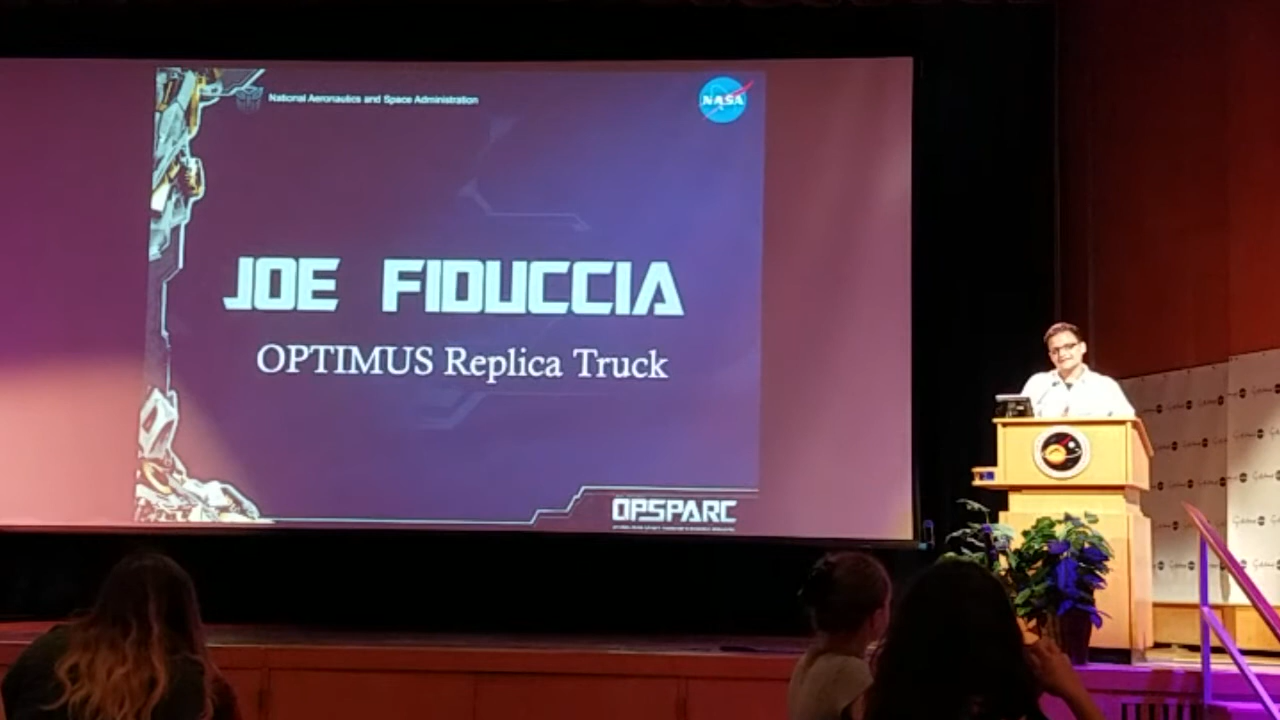 National Aeronautics and Space Administration
NASA
JOE FIDUCCIA
OPTIMUS Replica Truck
OPSPARC